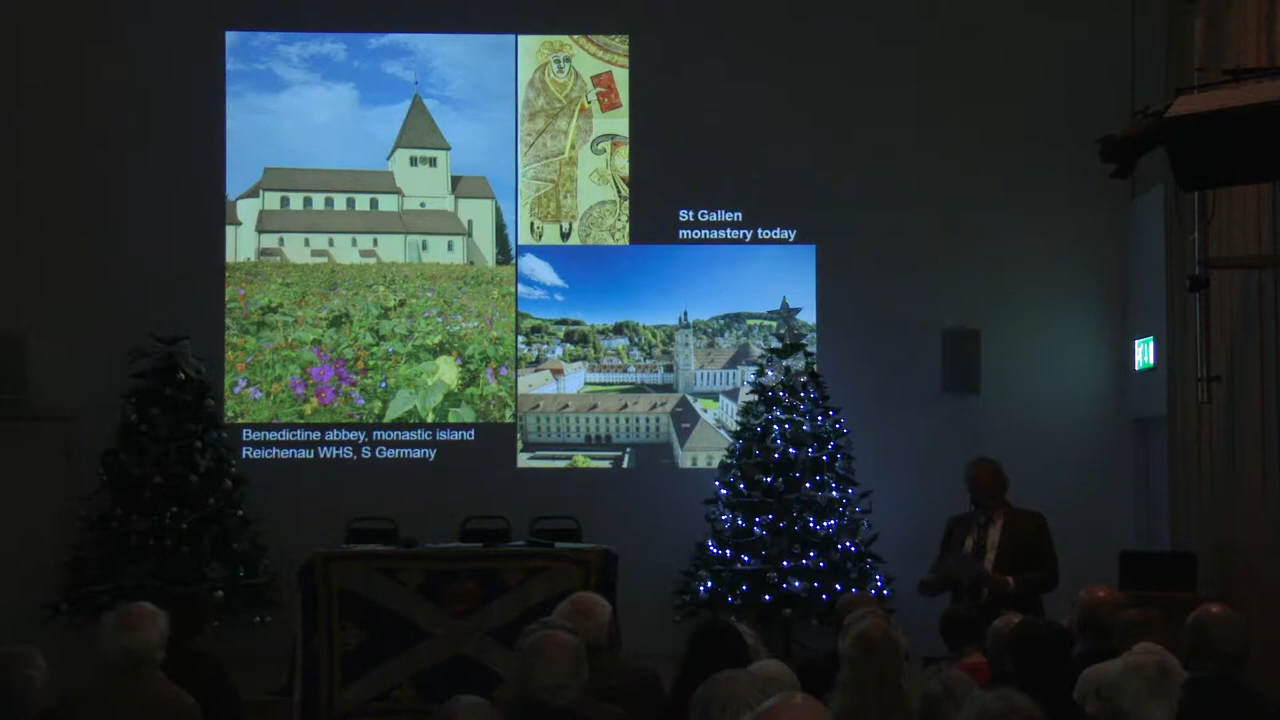 St Gallen
monastery today
Benedictine abbey, monastic island
Reichenau WHS, S Germany